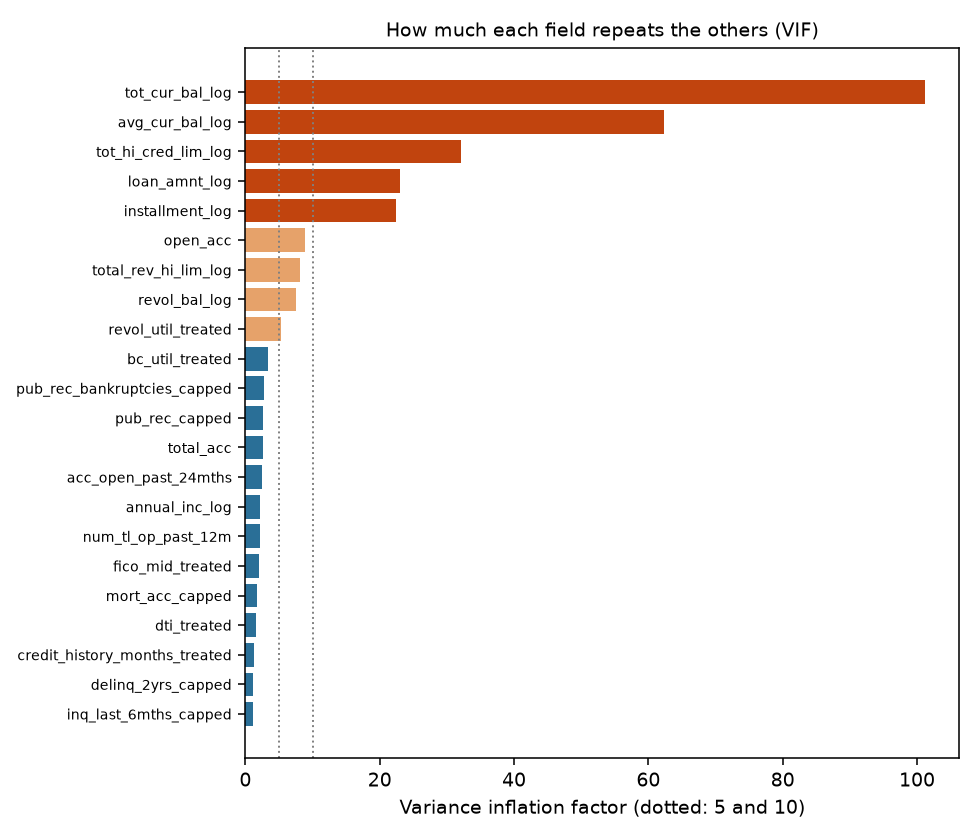 How much each field repeats the others (VIF)
tot_cur_bal_log
avg_cur_bal_log
tot_hi_cred_lim_log
loan_amnt_log
installment_log
open_acc
total_rev_hi_lim_log
revol_bal_log
revol_util_treated
bc_util_treated
pub_rec_bankruptcies_capped
pub_rec_capped
total_acc
acc_open_past_24mths
annual_inc_log
num_tl_op_past_12m
fico_mid_treated
mort_acc_capped
dti_treated
credit_history_months_treated
delinq_2yrs_capped
inq_last_6mths_capped
0 20 40 60 80 100
Variance inflation factor (dotted: 5 and 10)